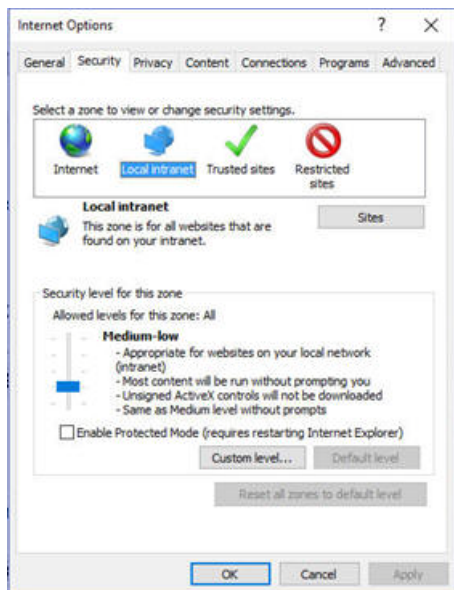 Internet Options
General Security Privacy Content Connections Programs Advanced
Select a zone to view or change security settings.
Internet Local intranet Trusted sites Restricted sites
Local intranet
Sites
This zone is for all websites that are
found on your intranet.
Security level for this zone
Allowed levels for this zone: All
Medium-low
- Appropriate for websites on your local network
(intranet)
- Most content will be run without prompting you
- Unsigned ActiveX controls will not be downloaded
- Same as Medium level without prompts
Enable Protected Mode (requires restarting Internet Explorer)
Custom level... Default level
Reset all zones to default level
OK Cancel Apply